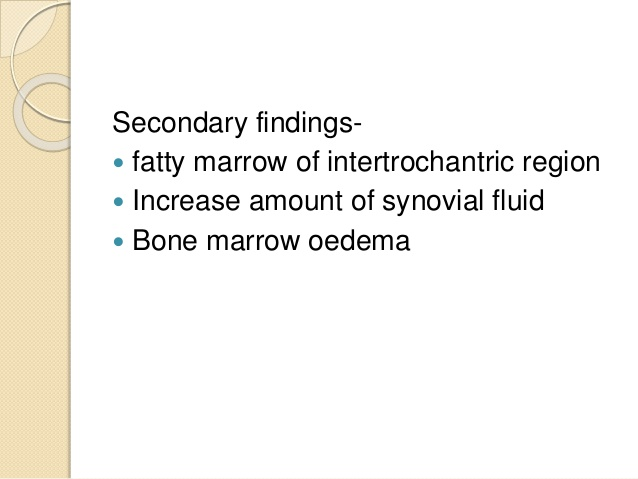 Secondary findings-
• fatty marrow of intertrochantric region
• Increase amount of synovial fluid
• Bone marrow oedema